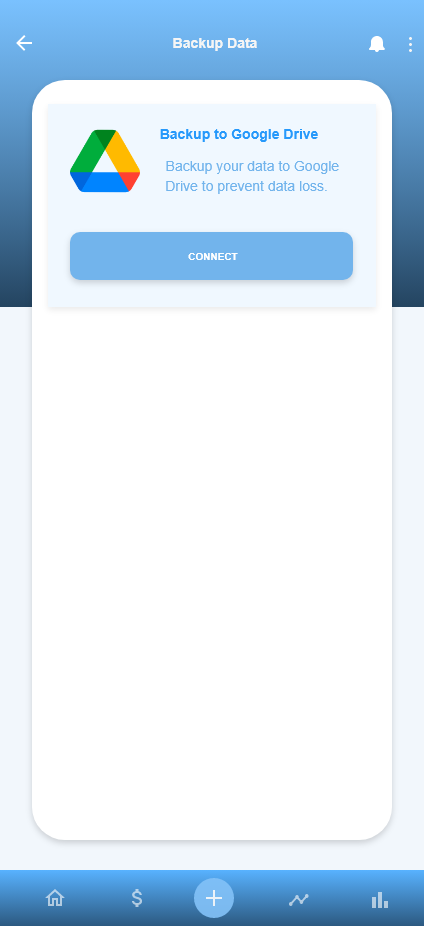 Backup Data
Backup to Google Drive
Backup your data to Google
Drive to prevent data loss.
CONNECT